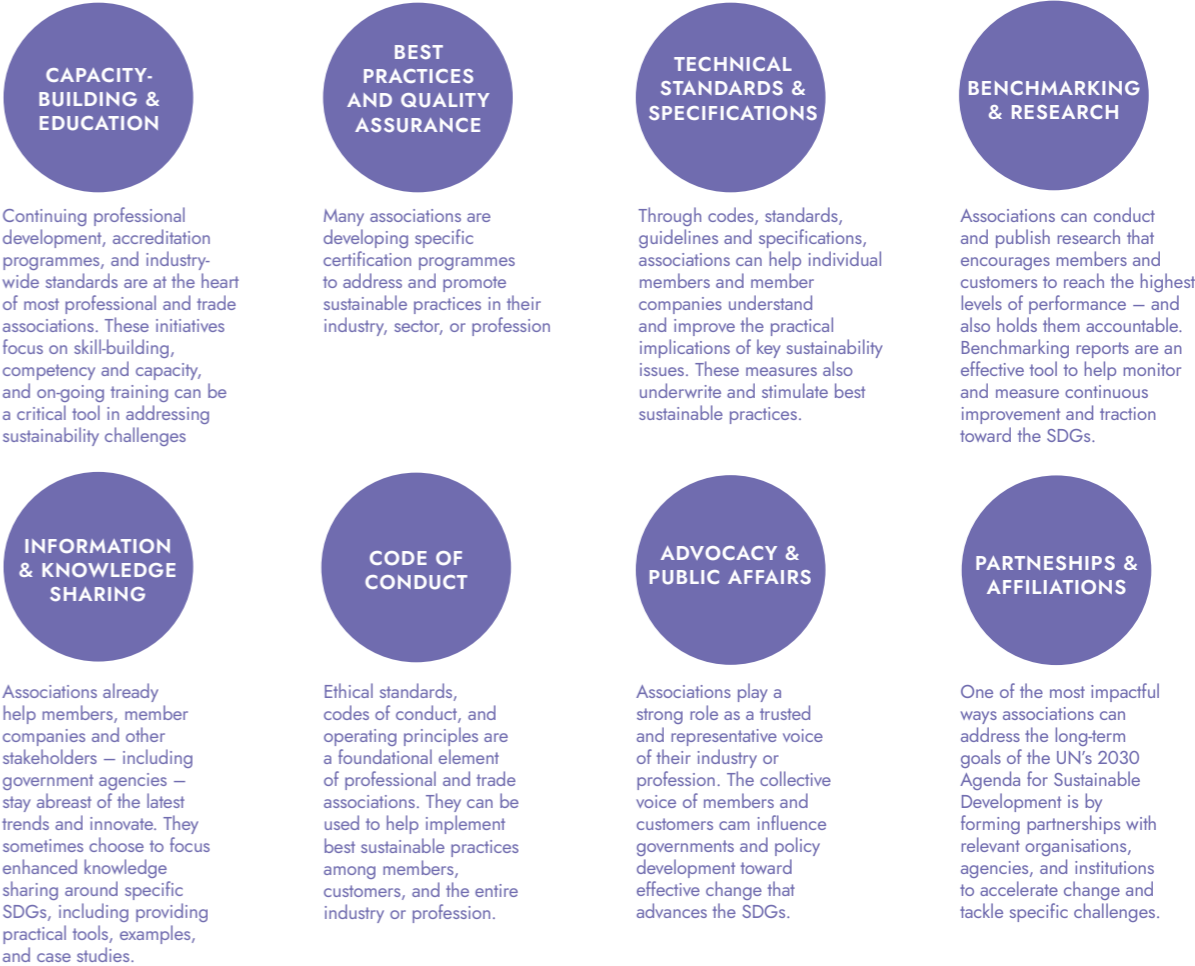 CAPACITY-
BUILDING &
EDUCATION
Continuing professional
development, accreditation
programmes, and industry-
wide standards are at the heart
of most professional and trade
associations. These initiatives
focus on skill-building,
competency and capacity,
and on-going training can be
a critical tool in addressing
sustainability challenges
BEST
PRACTICES
AND QUALITY
ASSURANCE
Many associations are
developing specific
certification programmes
to address and promote
sustainable practices in their
industry, sector, or profession
TECHNICAL
STANDARDS &
SPECIFICATIONS
Through codes, standards,
guidelines and specifications,
associations can help individual
members and member
companies understand
and improve the practical
implications of key sustainability
issues. These measures also
underwrite and stimulate best
sustainable practices.
BENCHMARKING
& RESEARCH
Associations can conduct
and publish research that
encourages members and
customers to reach the highest
levels of performance – and
also holds them accountable.
Benchmarking reports are an
effective tool to help monitor
and measure continuous
improvement and traction
toward the SDGs.
INFORMATION
& KNOWLEDGE
SHARING
Associations already
help members, member
companies and other
stakeholders – including
government agencies –
stay abreast of the latest
trends and innovate. They
sometimes choose to focus
enhanced knowledge
sharing around specific
SDGs, including providing
practical tools, examples,
and case studies.
CODE OF
CONDUCT
Ethical standards,
codes of conduct, and
operating principles are
a foundational element
of professional and trade
associations. They can be
used to help implement
best sustainable practices
among members,
customers, and the entire
industry or profession.
ADVOCACY &
PUBLIC AFFAIRS
Associations play a
strong role as a trusted
and representative voice
of their industry or
profession. The collective
voice of members and
customers cam influence
governments and policy
development toward
effective change that
advances the SDGs.
PARTNESHIPS &
AFFILIATIONS
One of the most impactful
ways associations can
address the long-term
goals of the UN's 2030
Agenda for Sustainable
Development is by
forming partnerships with
relevant organisations,
agencies, and institutions
to accelerate change and
tackle specific challenges.